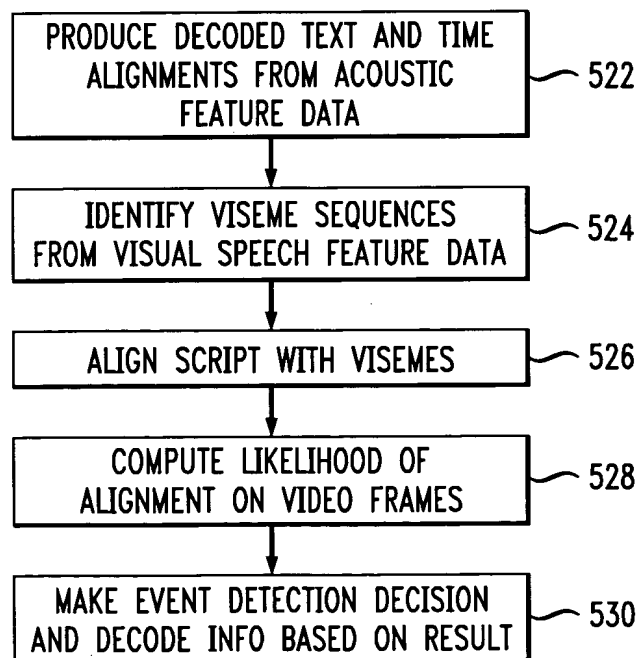 PRODUCE DECODED TEXT AND TIME
ALIGNMENTS FROM ACOUSTIC
FEATURE DATA
522
IDENTIFY VISEME SEQUENCES
FROM VISUAL SPEECH FEATURE DATA
524
ALIGN SCRIPT WITH VISEMES
526
COMPUTE LIKELIHOOD OF
ALIGNMENT ON VIDEO FRAMES
528
MAKE EVENT DETECTION DECISION
AND DECODE INFO BASED ON RESULT
530